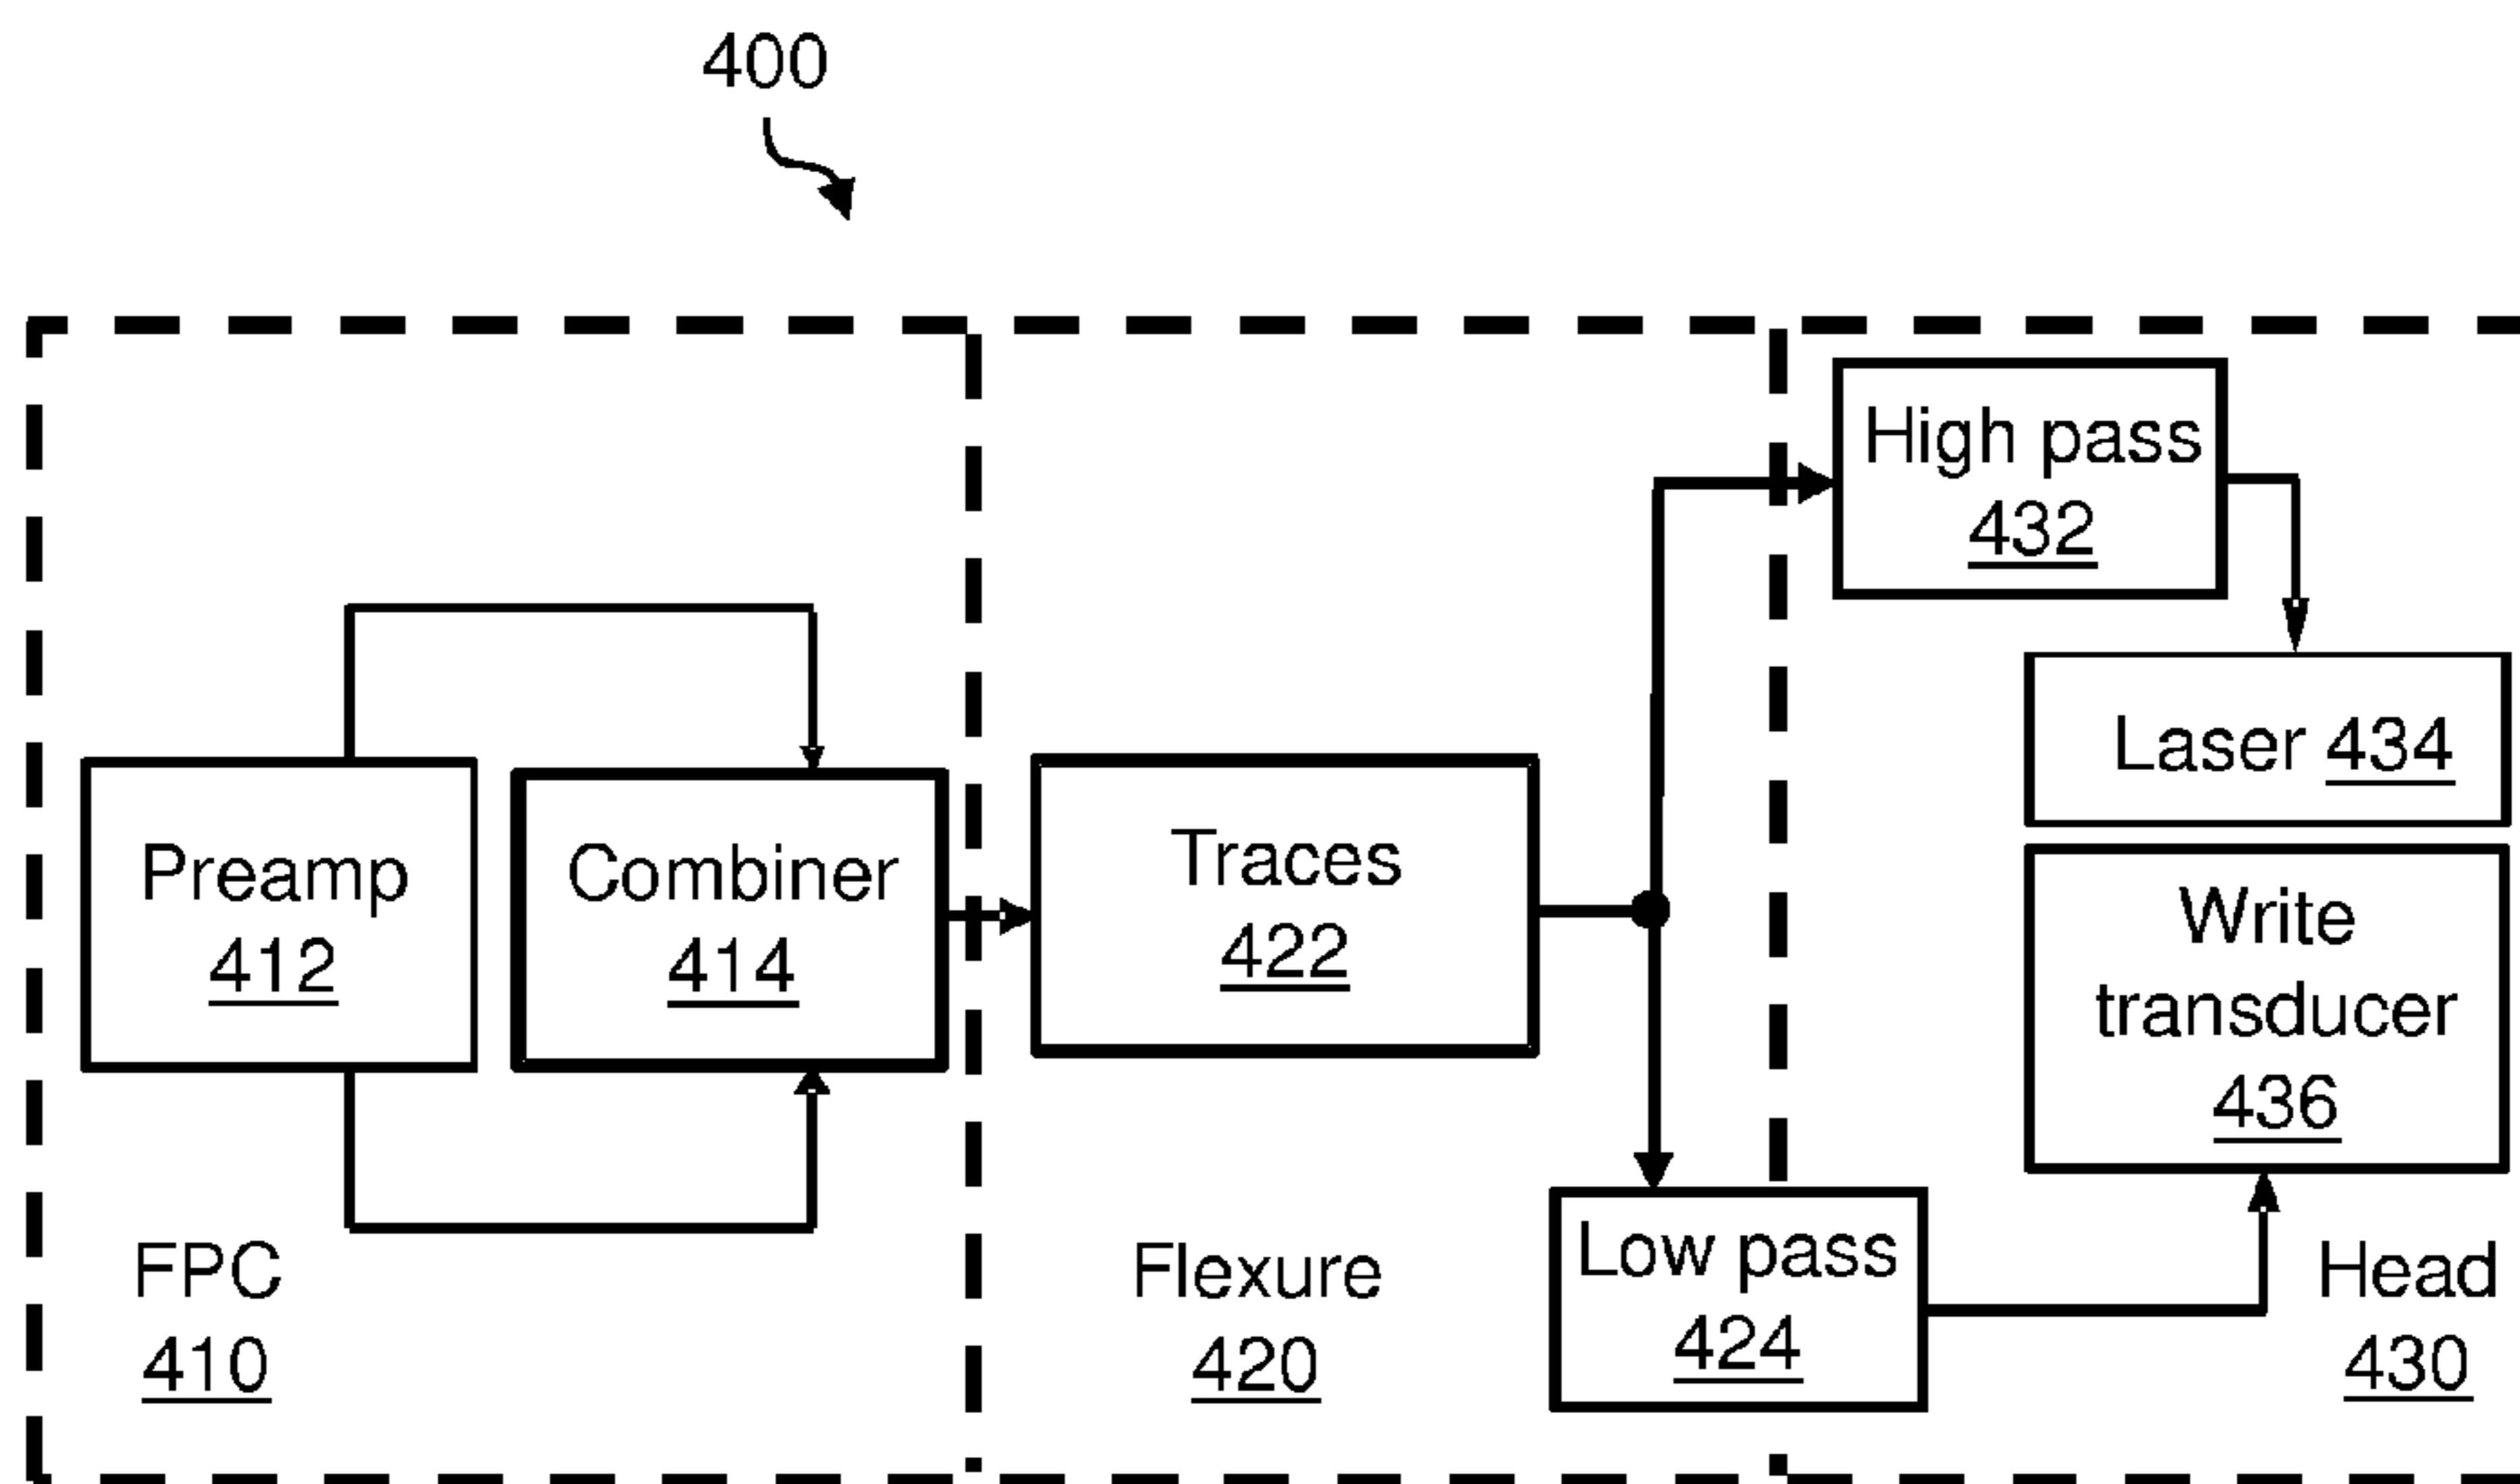 400
High pass
432
Laser 434
Preamp
412
Combiner
414
Traces
422
Write
transducer
436
Low pass
424
FPC
410
Flexure
420
Head
430